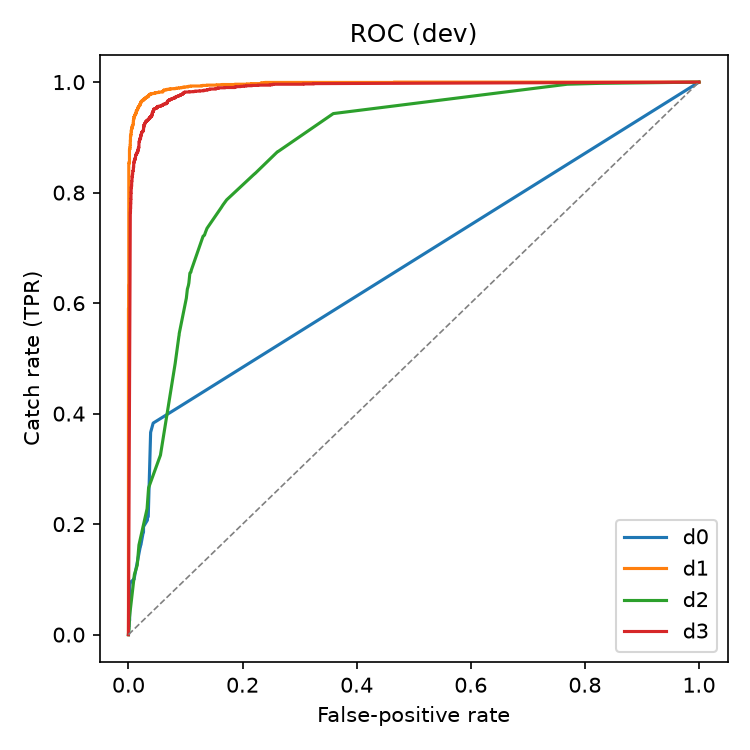 ROC (dev)
Catch rate (TPR)
1.0
0.8
0.6
0.4
0.2
0.0
0.0 0.2 0.4 0.6 0.8 1.0
False-positive rate
d0
d1
d2
d3